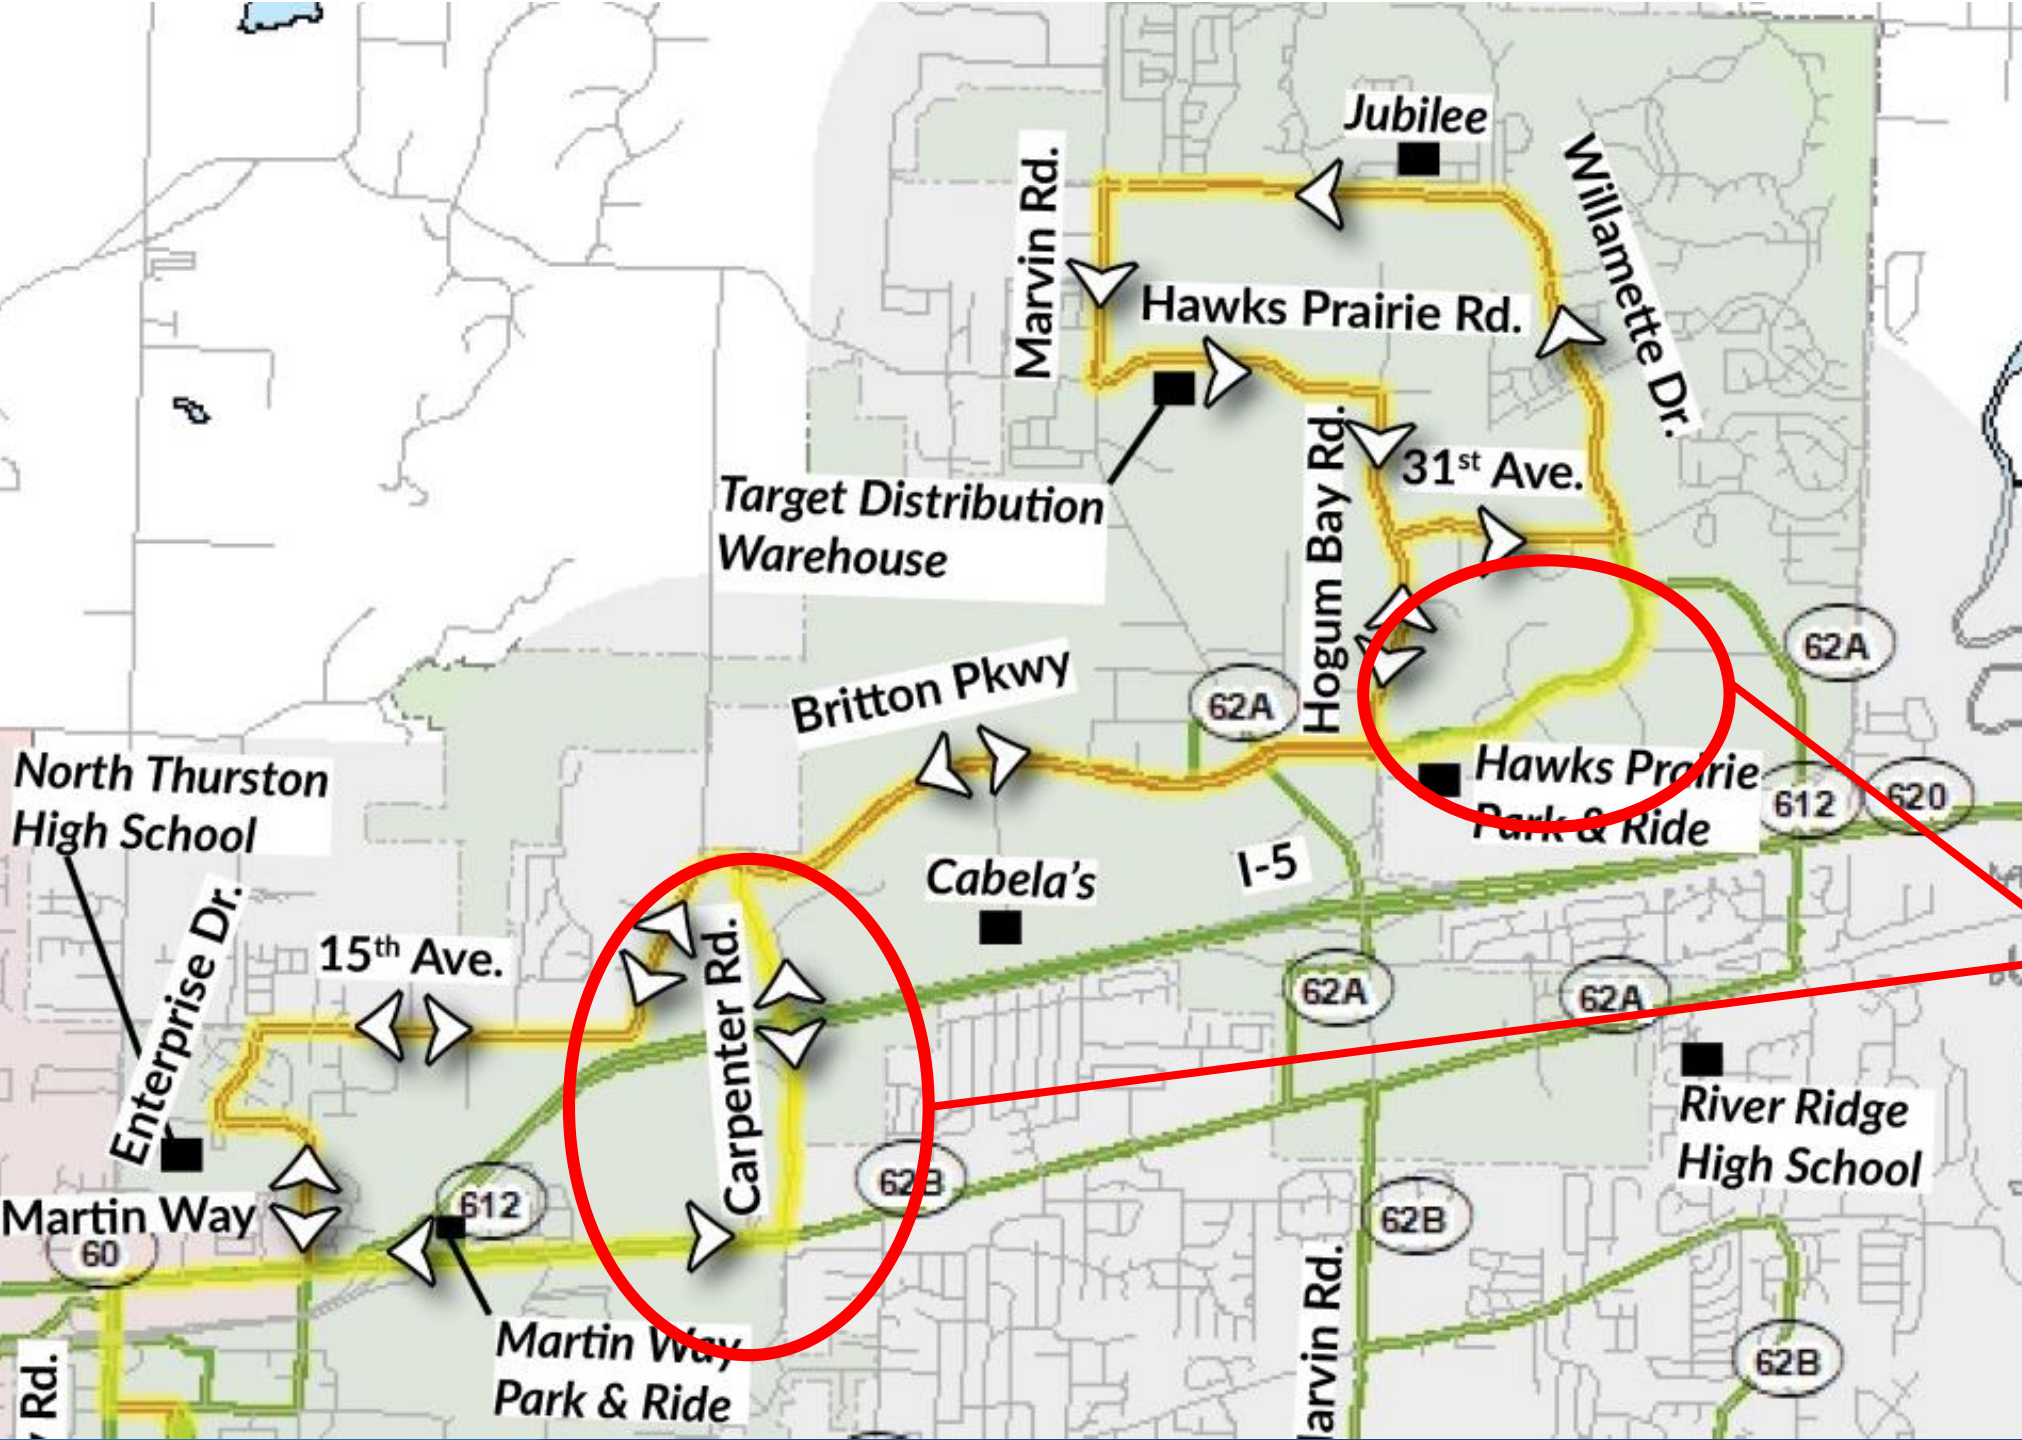 Jubilee
Marvin Rd.
Willamette Dr.
Hawks Prairie Rd.
Hogum Bay Rd.
31st Ave.
Target Distribution
Warehouse
62A
62A
Britton Pkwy
North Thurston
High School
Hawks Prairie
Park & Ride
612
620
I-5
Cabela's
Enterprise Dr.
15th Ave.
Carpenter Rd.
62A
62A
River Ridge
High School
Martin Way
60
612
62B
62B
Martin Way
Park & Ride
62B
Rd.
arvin Rd.